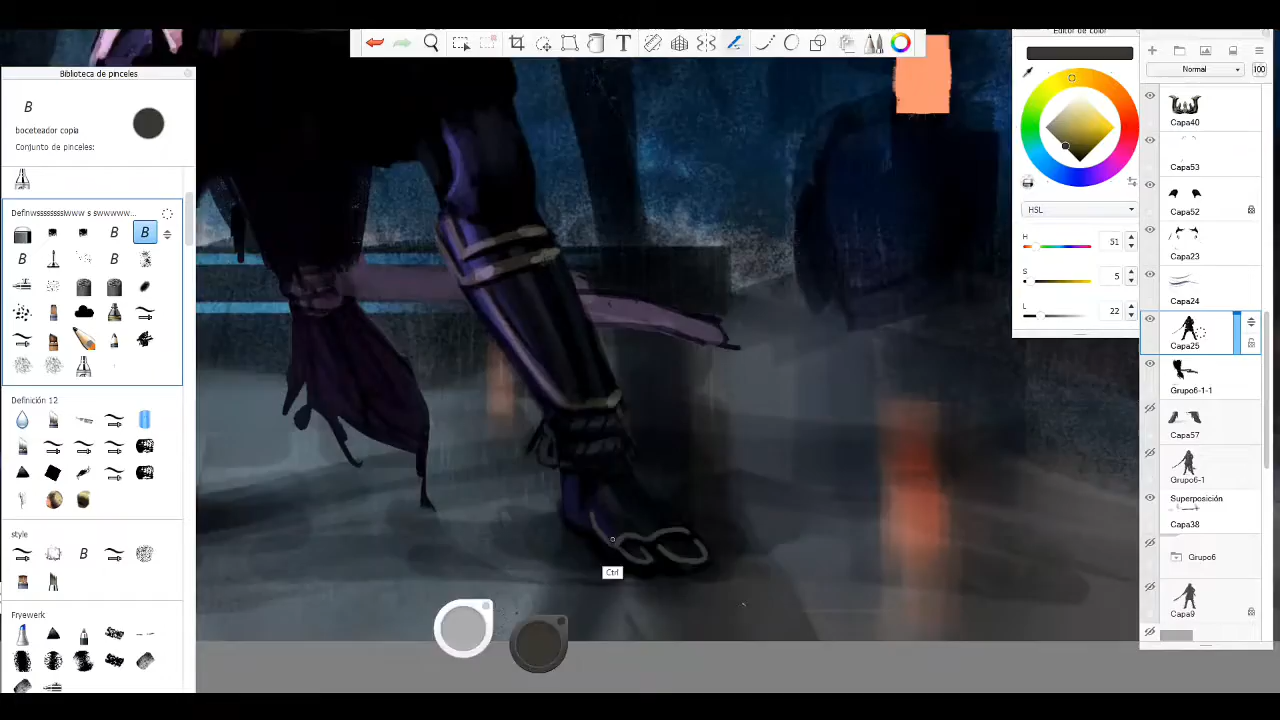 Biblioteca de pinceles
B
boceteador copia
Conjunto de pinceles:
Definwsssssssiwww s swwwww...
B
B
B
B
Definición 12
style
B
Fryewerk
T
Ctrl
Editor de color
HSL
H
51
S
5
L
22
Normal
100
Capa40
Capa53
Capa52
Capa23
Capa24
Capa25
Grupo6-1-1
Capa57
Grupo6-1
Superposición
Capa38
Grupo6
Capa9